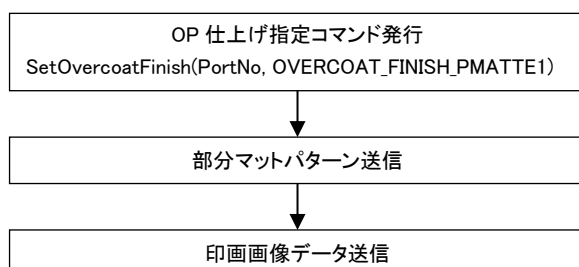 OP 仕上げ指定コマンド発行
SetOvercoatFinish(PortNo, OVERCOAT_FINISH_PMATTE1)
部分マットパターン送信
印画画像データ送信